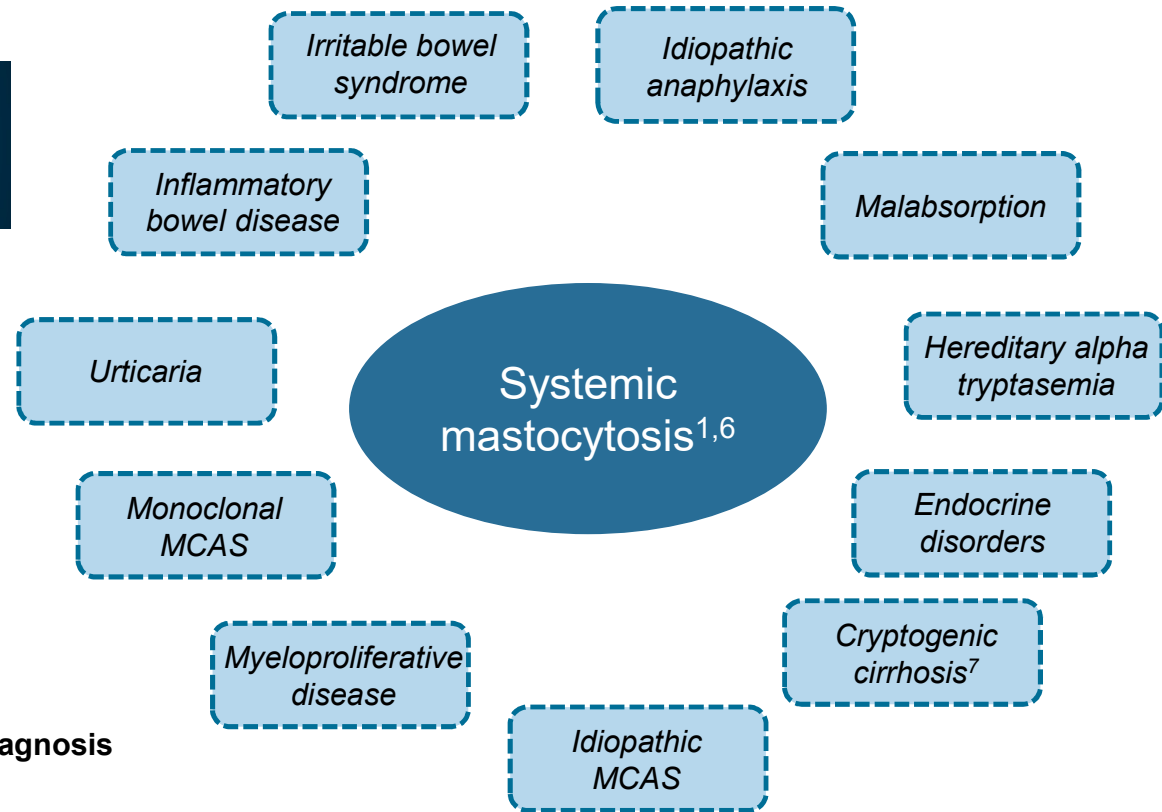 Irritable bowel
syndrome
Idiopathic
anaphylaxis
Inflammatory
bowel disease
Malabsorption
Urticaria
Systemic
mastocytosis1,6
Hereditary alpha
tryptasemia
Monoclonal
MCAS
Endocrine
disorders
Myeloproliferative
disease
Cryptogenic
cirrhosis7
Idiopathic
MCAS
agnosis